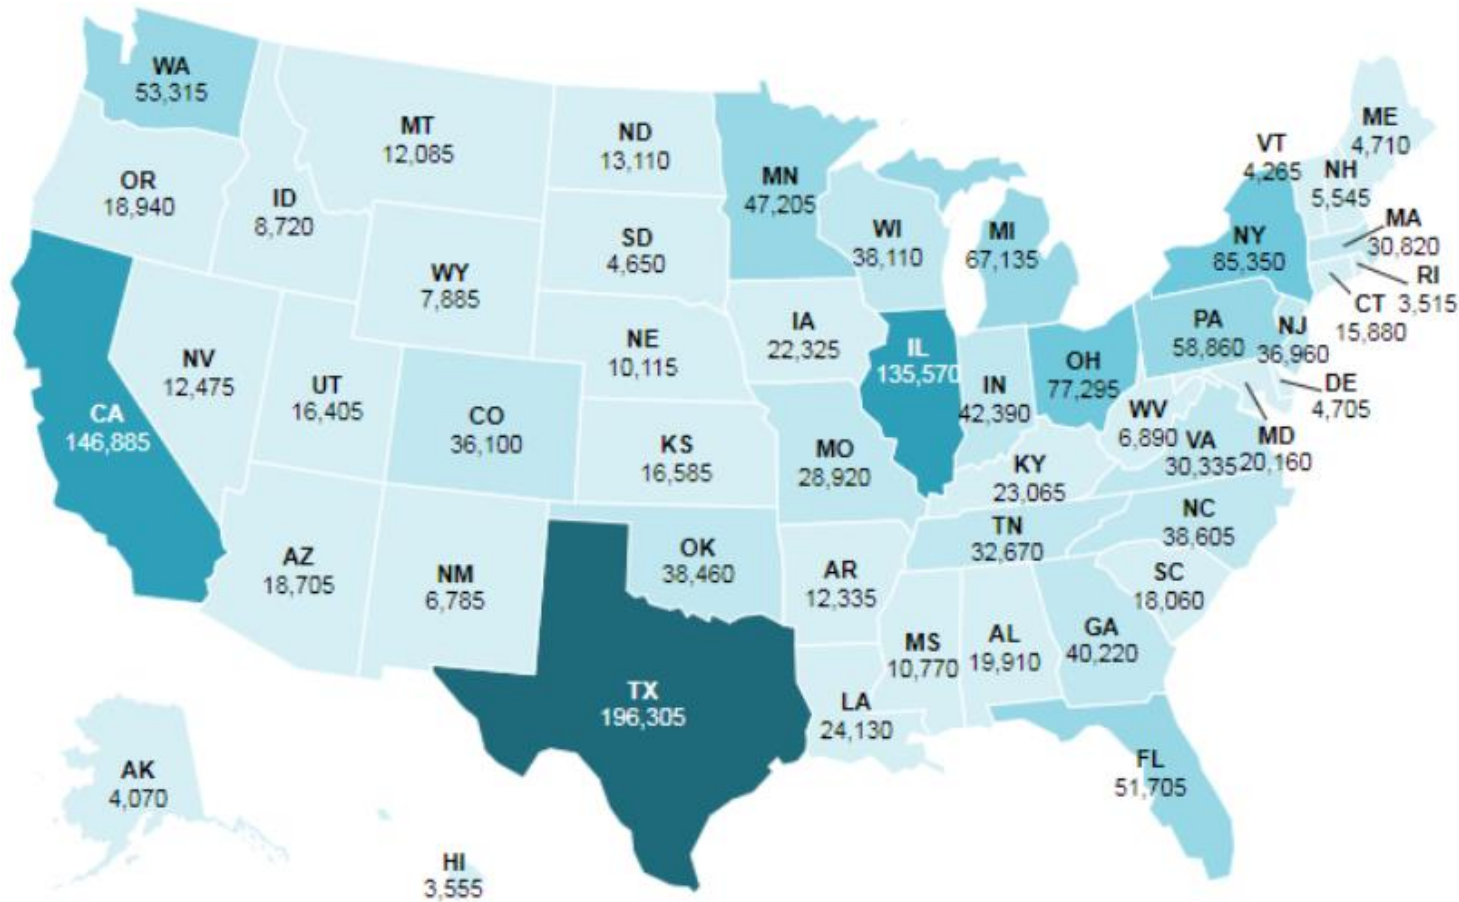 WA
53,315
MT
12,085
ND
13,110
OR
18,940
ID
8,720
MN
47,205
ME
4,710
VT
4,265
NH
5,545
WI
38,110
MI
67,135
NY
85,350
MA
30,820
SD
4,650
WY
7,885
RI
3,515
CT
15,880
IA
22,325
PA
58,860
NJ
36,960
NE
10,115
NV
12,475
UT
16,405
IL
135,570
OH
77,295
IN
42,390
DE
4,705
CA
146,885
CO
36,100
WV
6,890
VA
30,335
MD
20,160
KS
16,585
MO
28,920
KY
23,065
NC
38,605
TN
32,670
AZ
18,705
NM
6,785
OK
38,460
AR
12,335
SC
18,060
MS
10,770
AL
19,910
GA
40,220
TX
196,305
LA
24,130
FL
51,705
AK
4,070
HI
3,555